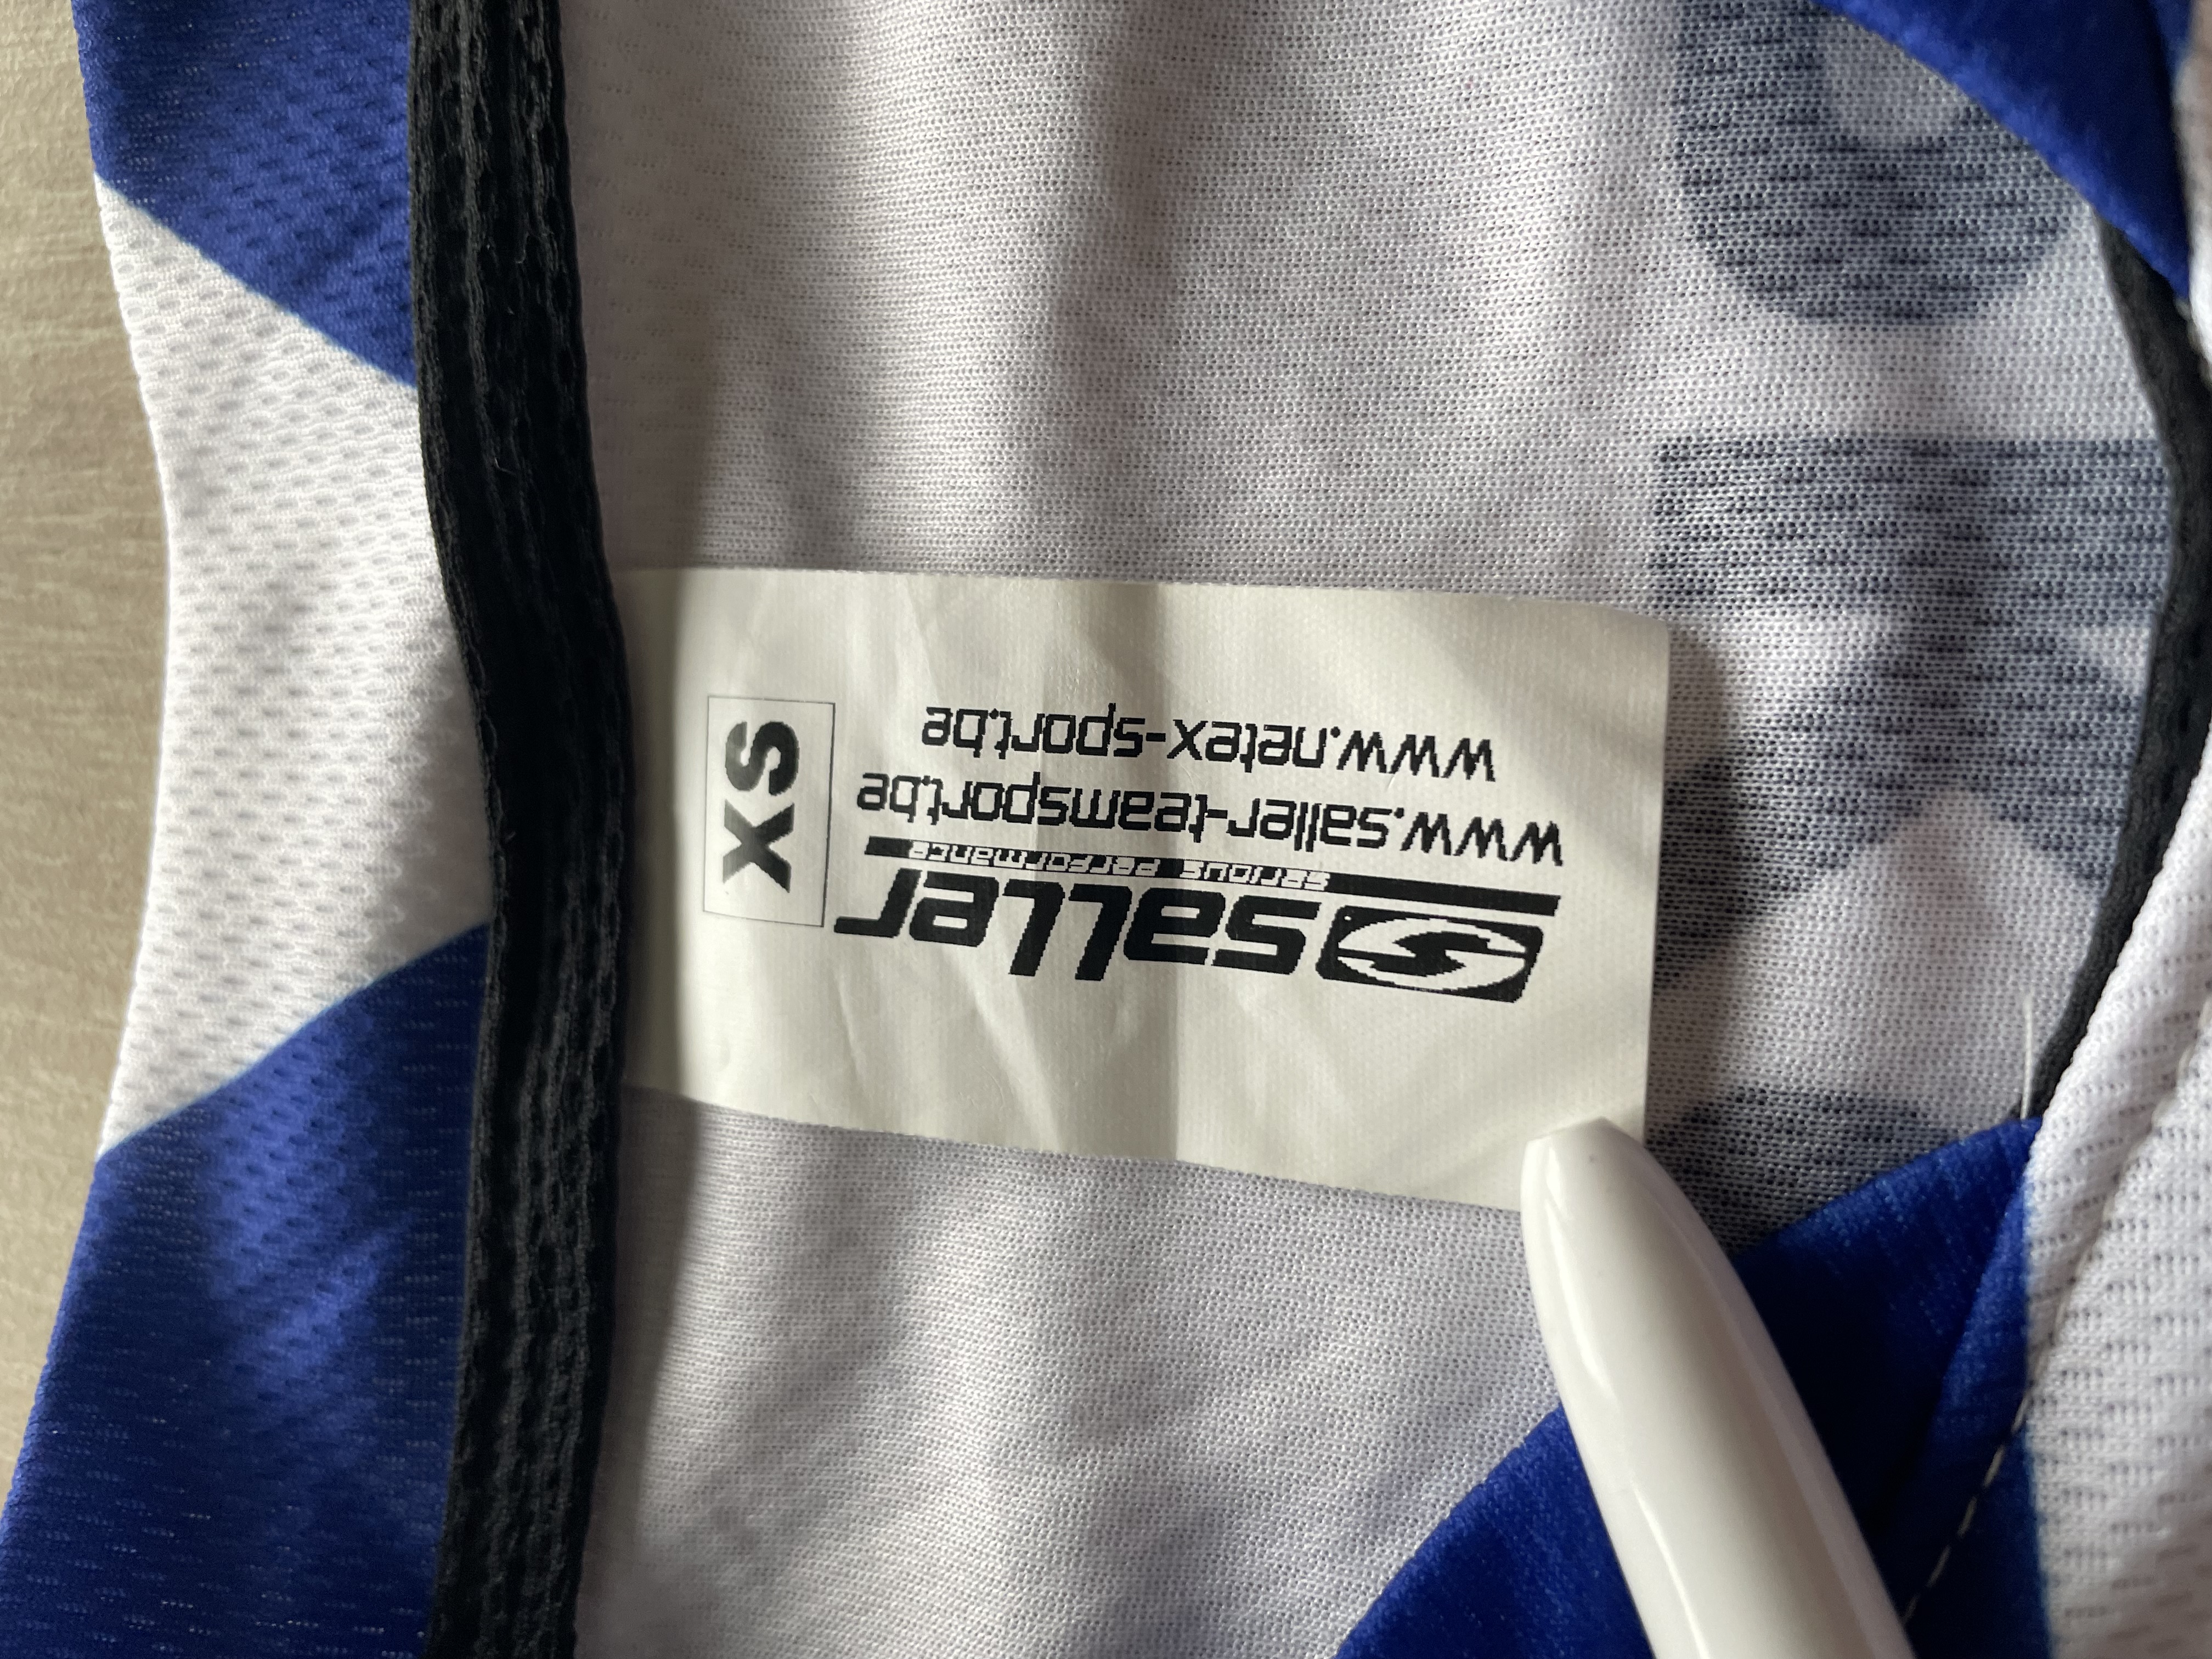 saller
serious performance
www.saller-teamsport.be
www.netex-sport.be
XS